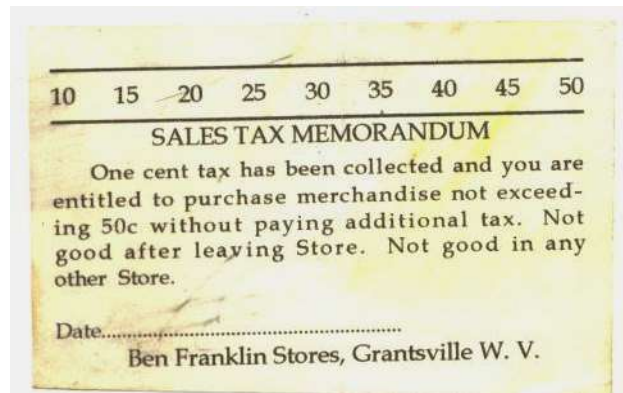 10 15 20 25 30 35 40 45 50
SALES TAX MEMORANDUM
One cent tax has been collected and you are
entitled to purchase merchandise not exceed-
ing 50c without paying additional tax. Not
good after leaving Store. Not good in any
other Store.
Date..................................................
Ben Franklin Stores, Grantsville W. V.